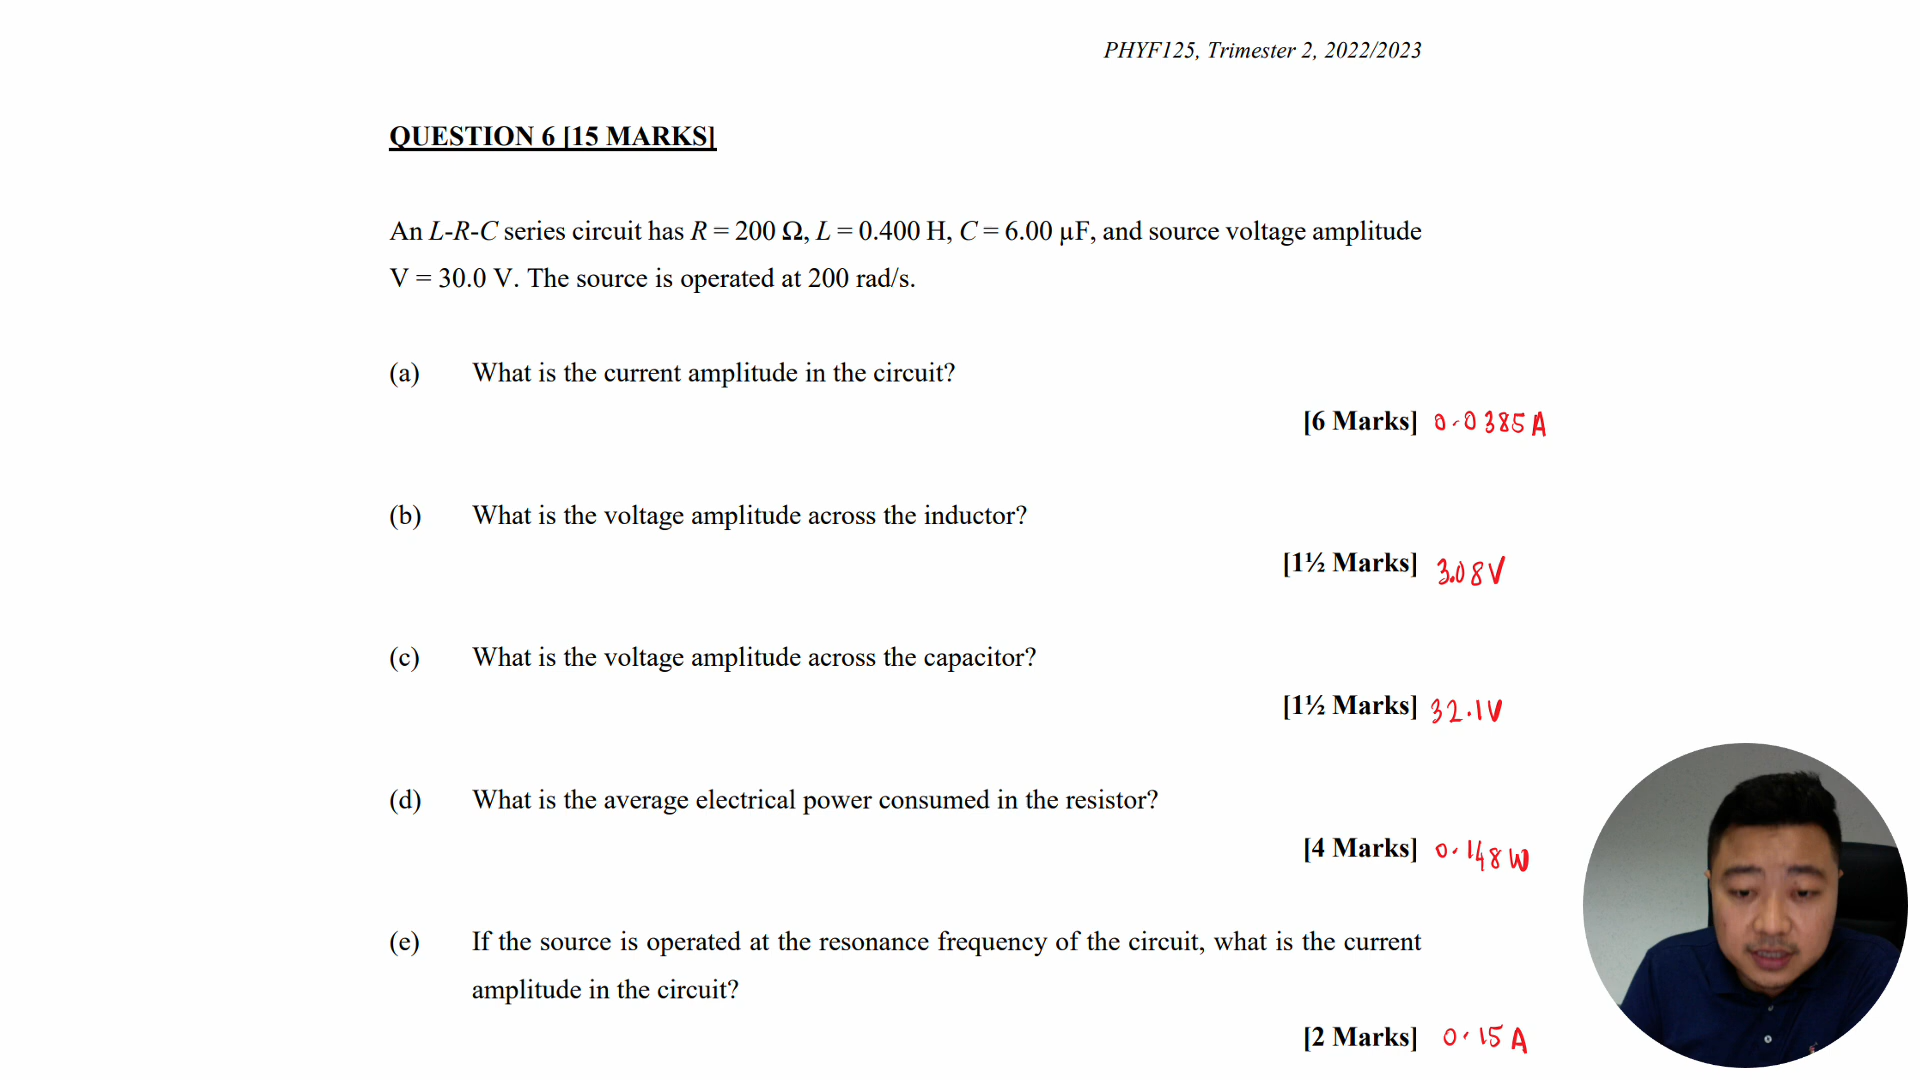 PHYF125, Trimester 2, 2022/2023
QUESTION 6 [15 MARKS]
An L-R-C series circuit has R = 200 Ω, L = 0.400 H, C = 6.00 µF, and source voltage amplitude
V = 30.0 V. The source is operated at 200 rad/s.
(a) What is the current amplitude in the circuit?
[6 Marks] 0.0385A
(b) What is the voltage amplitude across the inductor?
[1½ Marks] 3.08V
(c) What is the voltage amplitude across the capacitor?
[1½ Marks] 32.1V
(d) What is the average electrical power consumed in the resistor?
[4 Marks] 0.148W
(e) If the source is operated at the resonance frequency of the circuit, what is the current
amplitude in the circuit?
[2 Marks] 0.15A